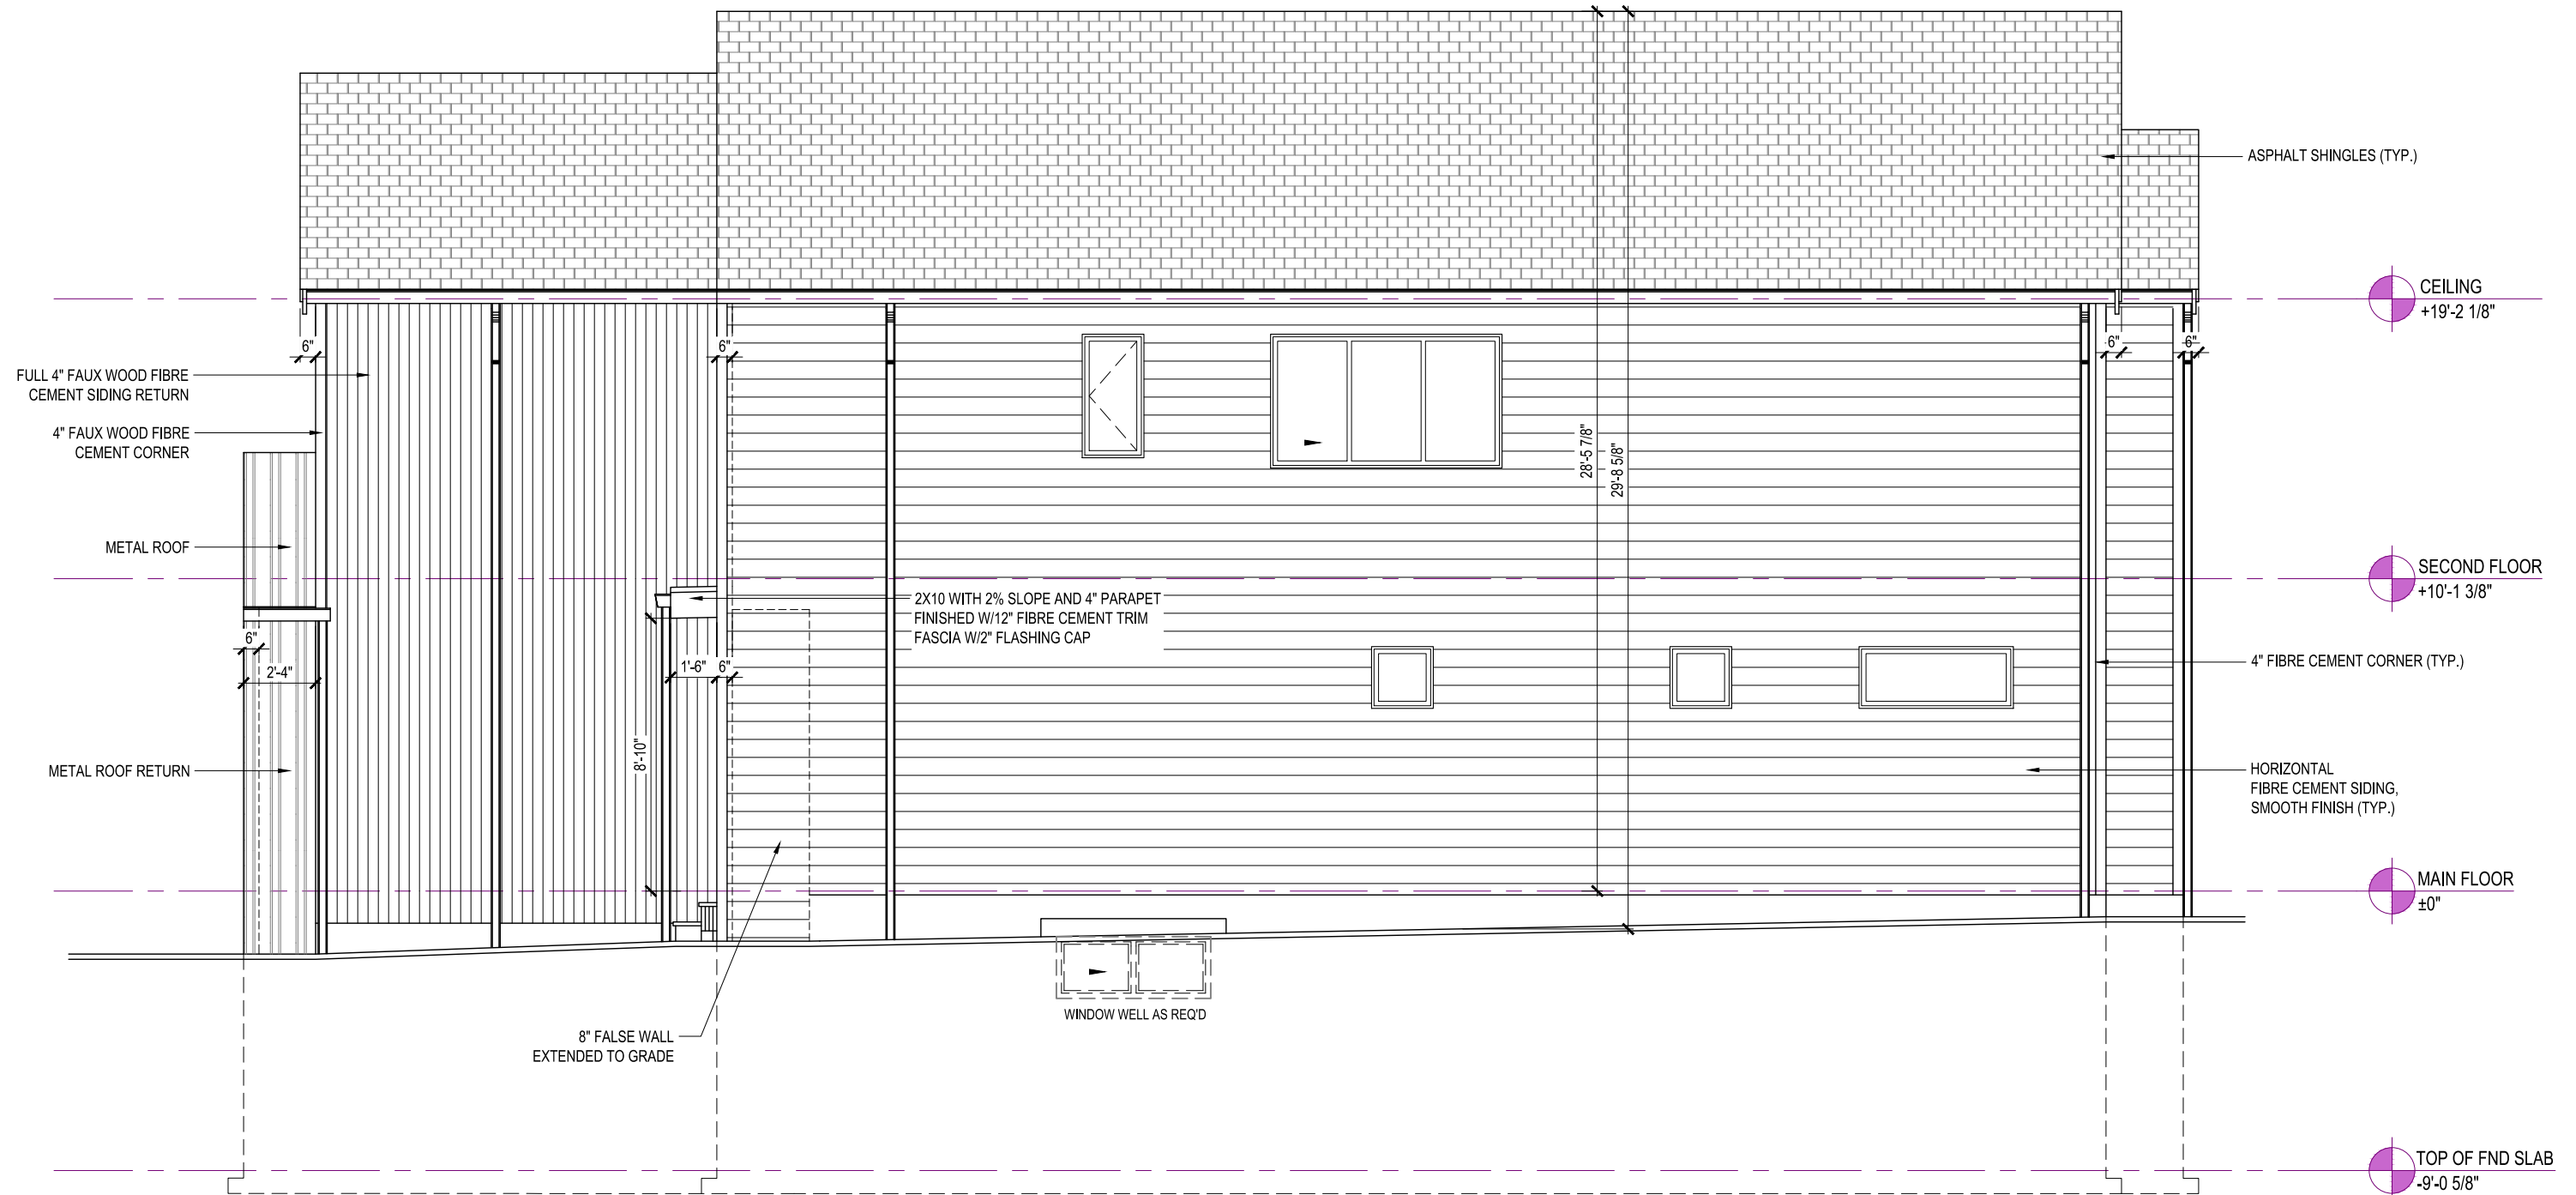 ASPHALT SHINGLES (TYP.)
CEILING
+19'-2 1/8"
6"
6"
6"
6"
FULL 4" FAUX WOOD FIBRE
CEMENT SIDING RETURN
4" FAUX WOOD FIBRE
CEMENT CORNER
28'-5 7/8"
29'-8 5/8"
METAL ROOF
SECOND FLOOR
+10'-1 3/8"
2X10 WITH 2% SLOPE AND 4" PARAPET
FINISHED W/12" FIBRE CEMENT TRIM
FASCIA W/2" FLASHING CAP
6"
2'-4"
1'-6"
6"
4" FIBRE CEMENT CORNER (TYP.)
8'-10"
METAL ROOF RETURN
HORIZONTAL
FIBRE CEMENT SIDING,
SMOOTH FINISH (TYP.)
MAIN FLOOR
±0"
WINDOW WELL AS REQ'D
8" FALSE WALL
EXTENDED TO GRADE
TOP OF FND SLAB
-9'-0 5/8"